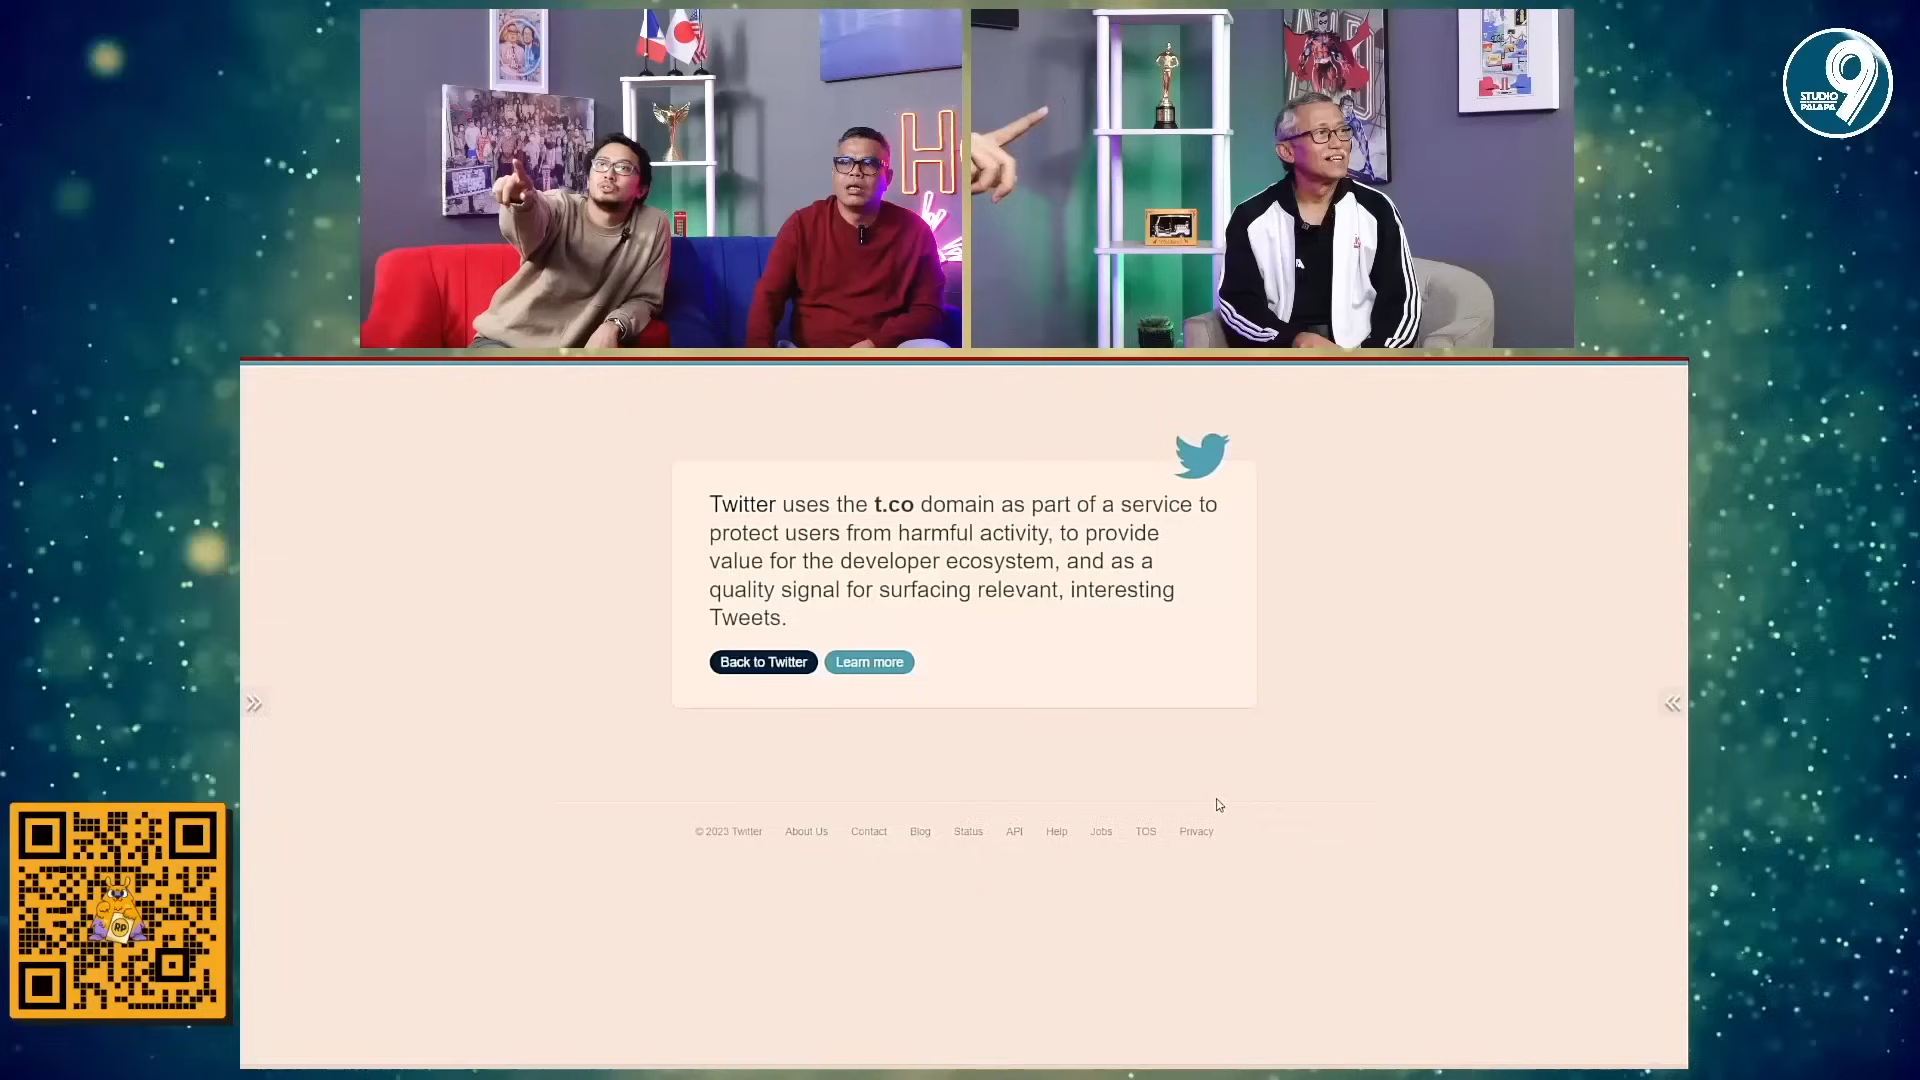 9
STUDIO
PALAPA
H
Twitter uses the t.co domain as part of a service to
protect users from harmful activity, to provide
value for the developer ecosystem, and as a
quality signal for surfacing relevant, interesting
Tweets.
Back to Twitter
Learn more
© 2023 Twitter About Us Contact Blog Status API Help Jobs TOS Privacy
RP